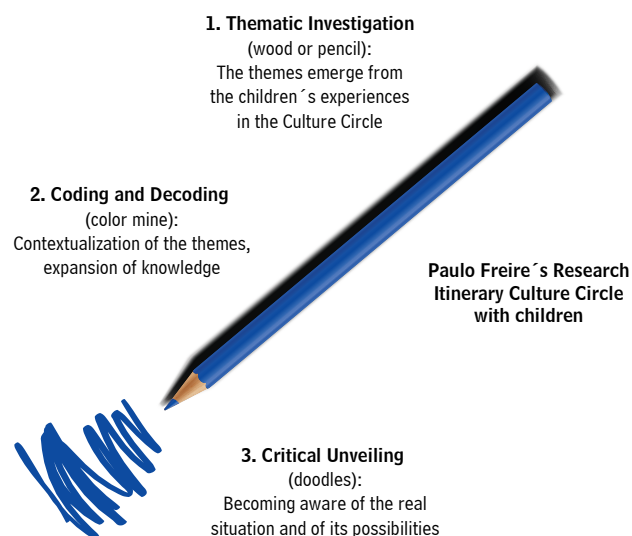 1. Thematic Investigation
(wood or pencil):
The themes emerge from
the children´s experiences
in the Culture Circle
2. Coding and Decoding
(color mine):
Contextualization of the themes,
expansion of knowledge
Paulo Freire´s Research
Itinerary Culture Circle
with children
3. Critical Unveiling
(doodles):
Becoming aware of the real
situation and of its possibilities